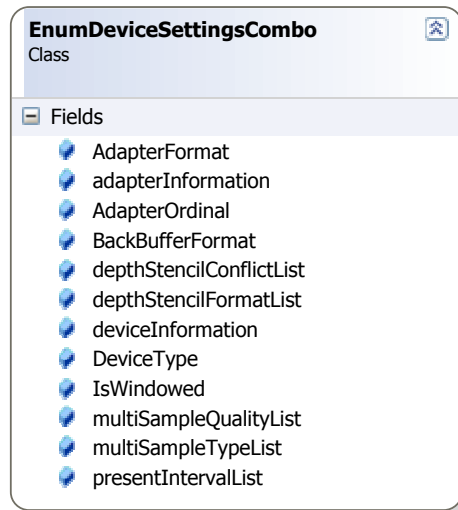 EnumDeviceSettingsCombo
Class
Fields
AdapterFormat
adapterInformation
AdapterOrdinal
BackBufferFormat
depthStencilConflictList
depthStencilFormatList
deviceInformation
DeviceType
IsWindowed
multiSampleQualityList
multiSampleTypeList
presentIntervalList